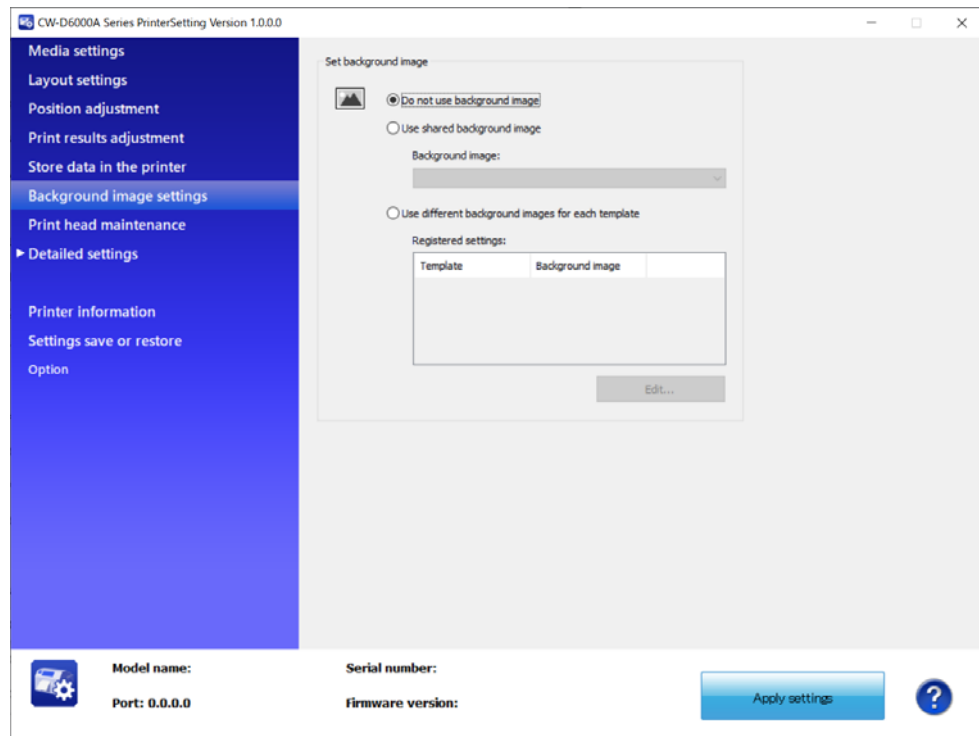 CW-D6000A Series PrinterSetting Version 1.0.0.0
Media settings
Layout settings
Position adjustment
Print results adjustment
Store data in the printer
Background image settings
Print head maintenance
Detailed settings
Printer information
Settings save or restore
Option
Set background image
Do not use background image
Use shared background image
Background image:
Use different background images for each template
Registered settings:
Template Background image
Edit...
Model name: Serial number:
Port: 0.0.0.0 Firmware version:
Apply settings
?